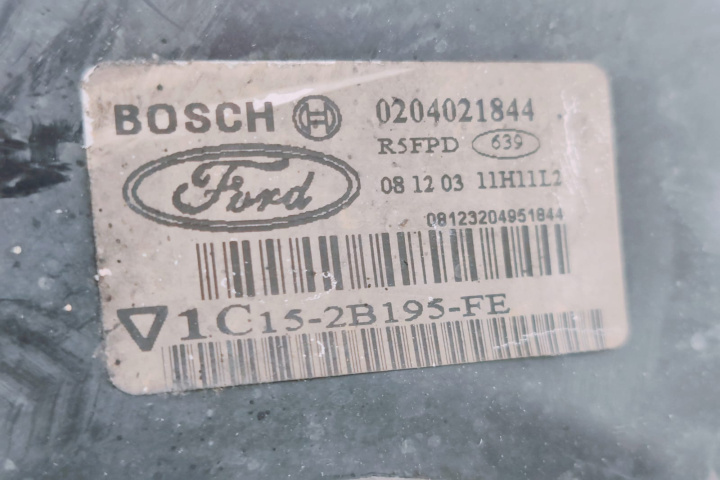 BOSCH
0204021844
R5FPD 639
Ford
08 12 03 11H11L2
08123204951844
1C15-2B195-FE